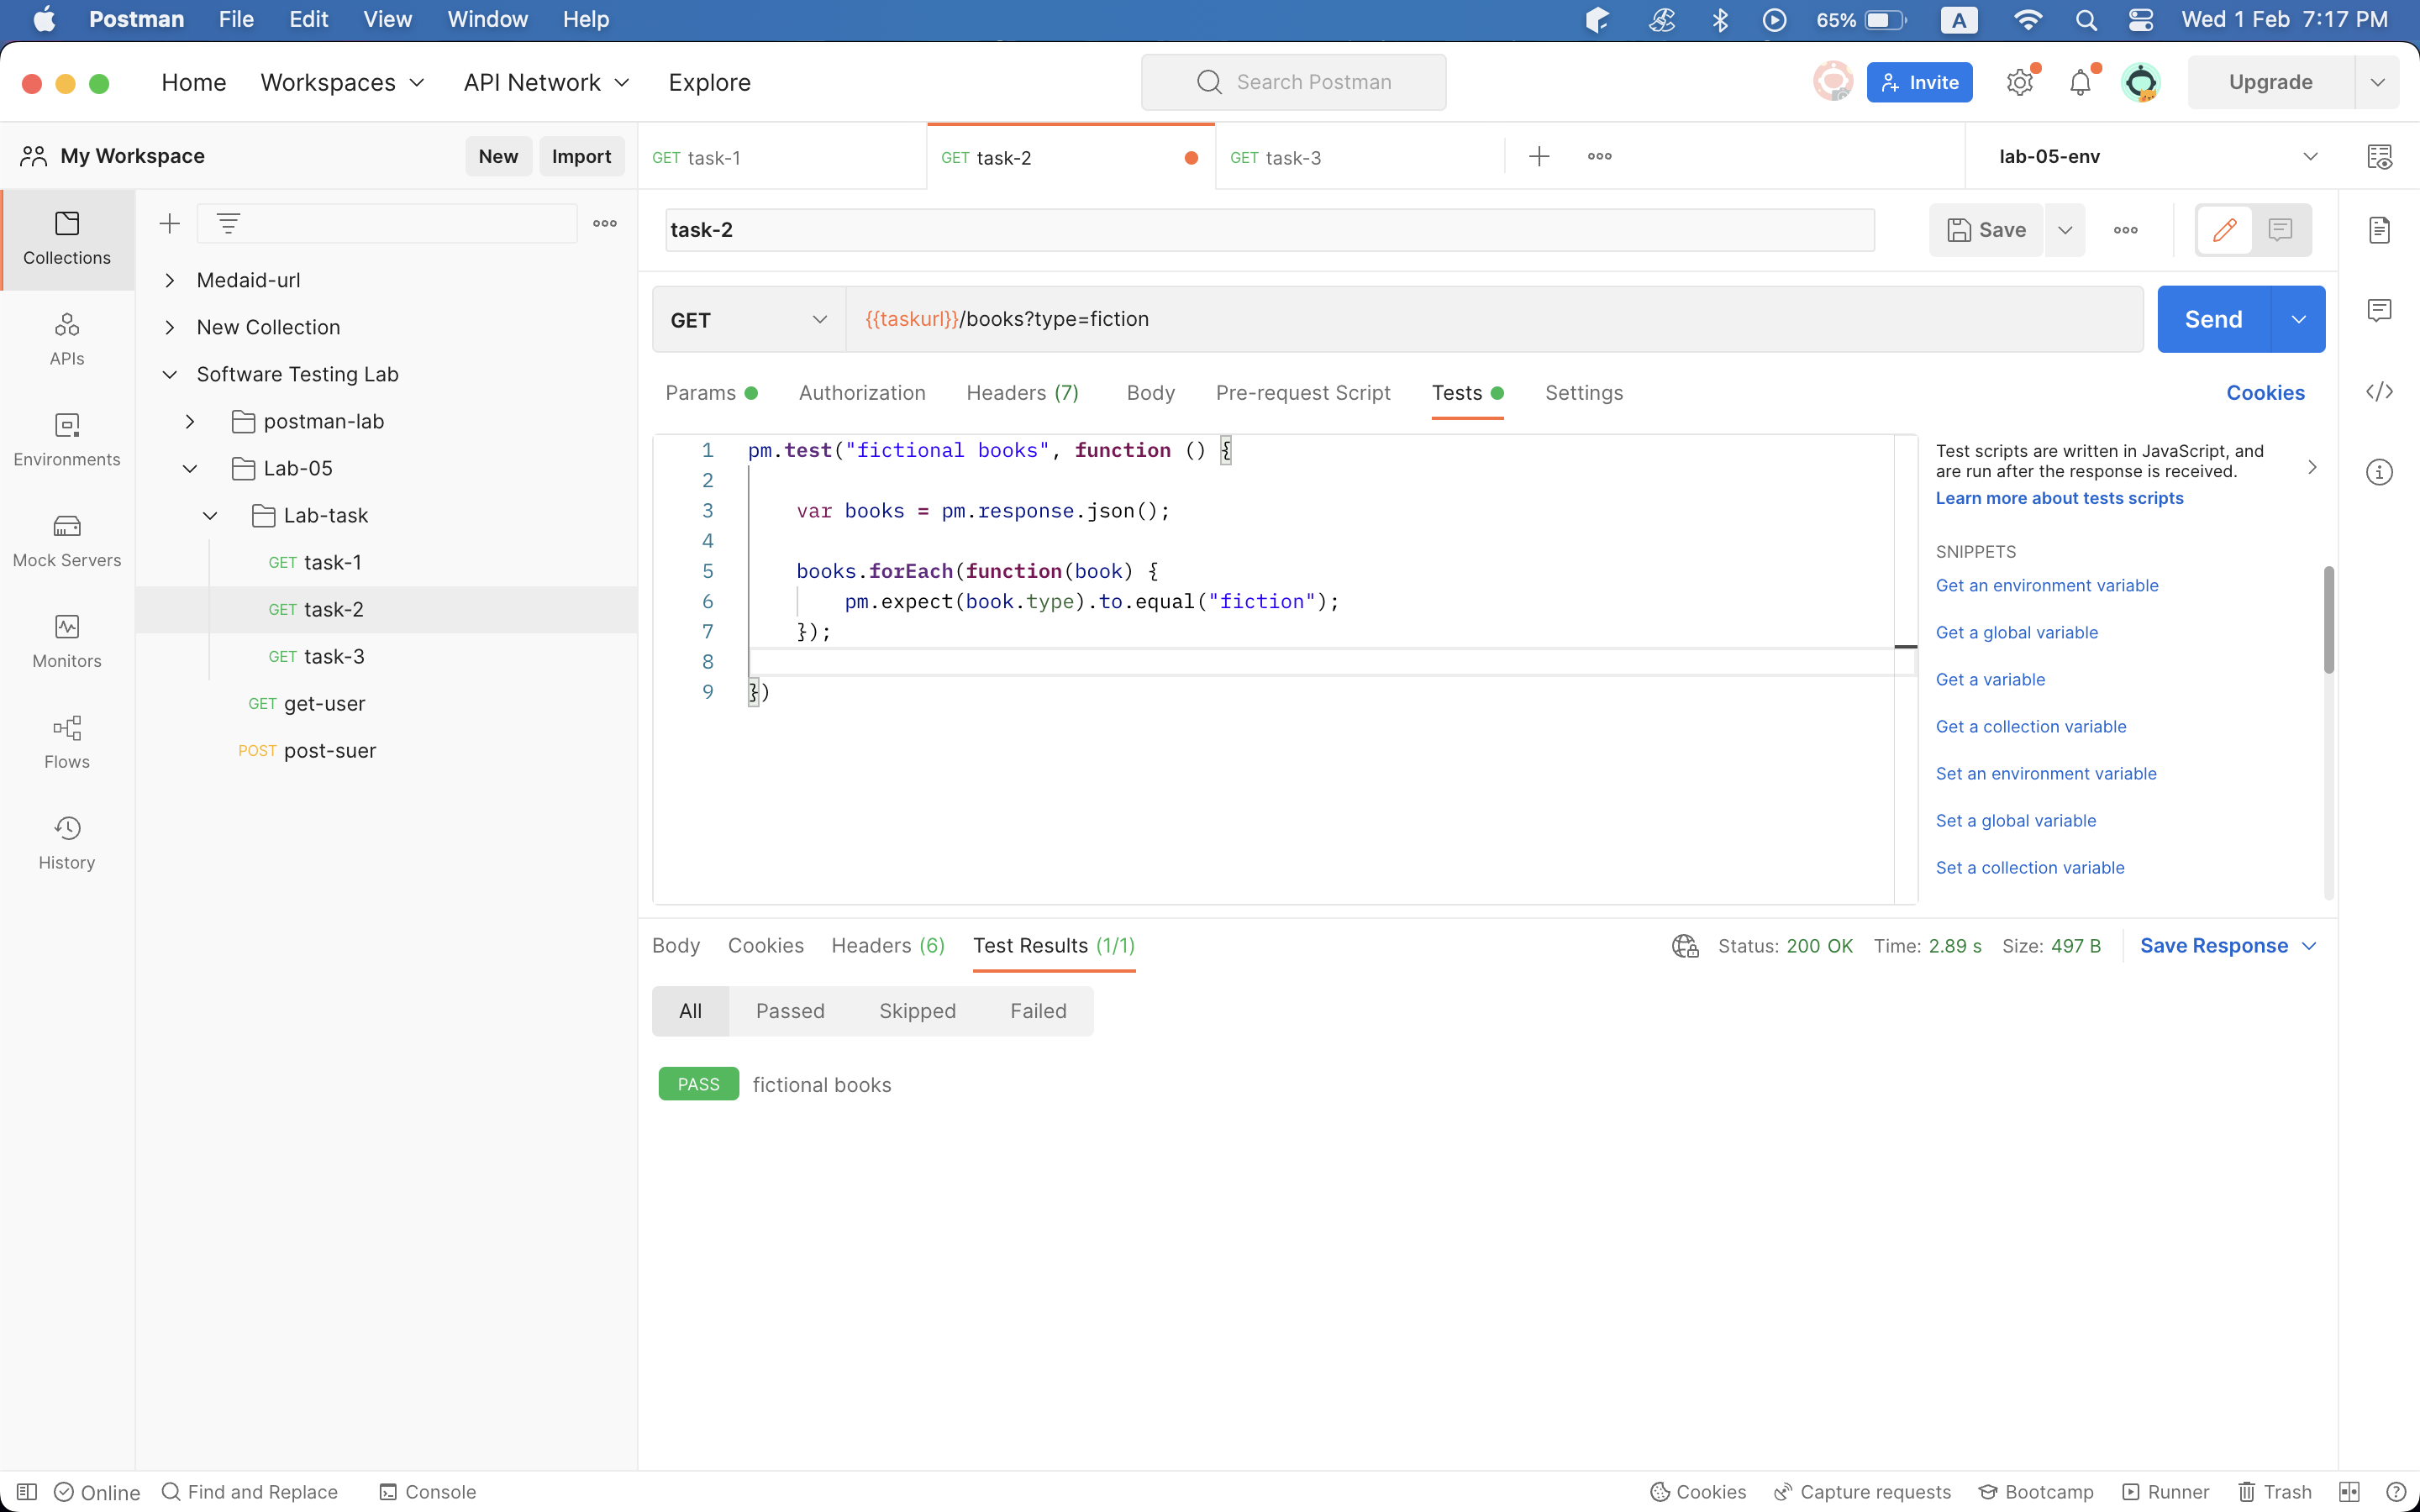 Postman File Edit View Window Help 65% A Wed 1 Feb 7:17 PM
Home Workspaces API Network Explore Search Postman Invite Upgrade
My Workspace New Import GET task-1 GET task-2 GET task-3 lab-05-env
Collections
APIs
Environments
Mock Servers
Monitors
Flows
History
Medaid-url
New Collection
Software Testing Lab
postman-lab
Lab-05
Lab-task
GET task-1
GET task-2
GET task-3
GET get-user
POST post-suer
task-2 Save
GET {{taskurl}}/books?type=fiction Send
Params Authorization Headers (7) Body Pre-request Script Tests Settings Cookies
1 pm.test("fictional books", function () {
2
3 var books = pm.response.json();
4
5 books.forEach(function(book) {
6 pm.expect(book.type).to.equal("fiction");
7 });
8
9 })
Test scripts are written in JavaScript, and
are run after the response is received.
Learn more about tests scripts
SNIPPETS
Get an environment variable
Get a global variable
Get a variable
Get a collection variable
Set an environment variable
Set a global variable
Set a collection variable
Body Cookies Headers (6) Test Results (1/1) Status: 200 OK Time: 2.89 s Size: 497 B Save Response
All Passed Skipped Failed
PASS fictional books
Online Find and Replace Console Cookies Capture requests Bootcamp Runner Trash